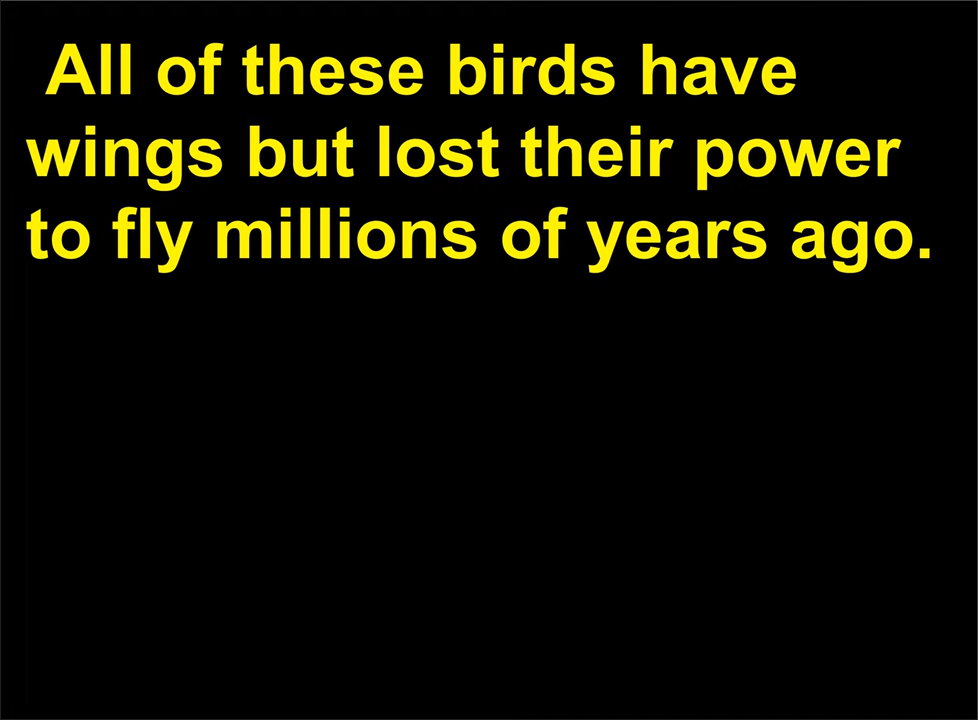 All of these birds have
wings but lost their power
to fly millions of years ago.